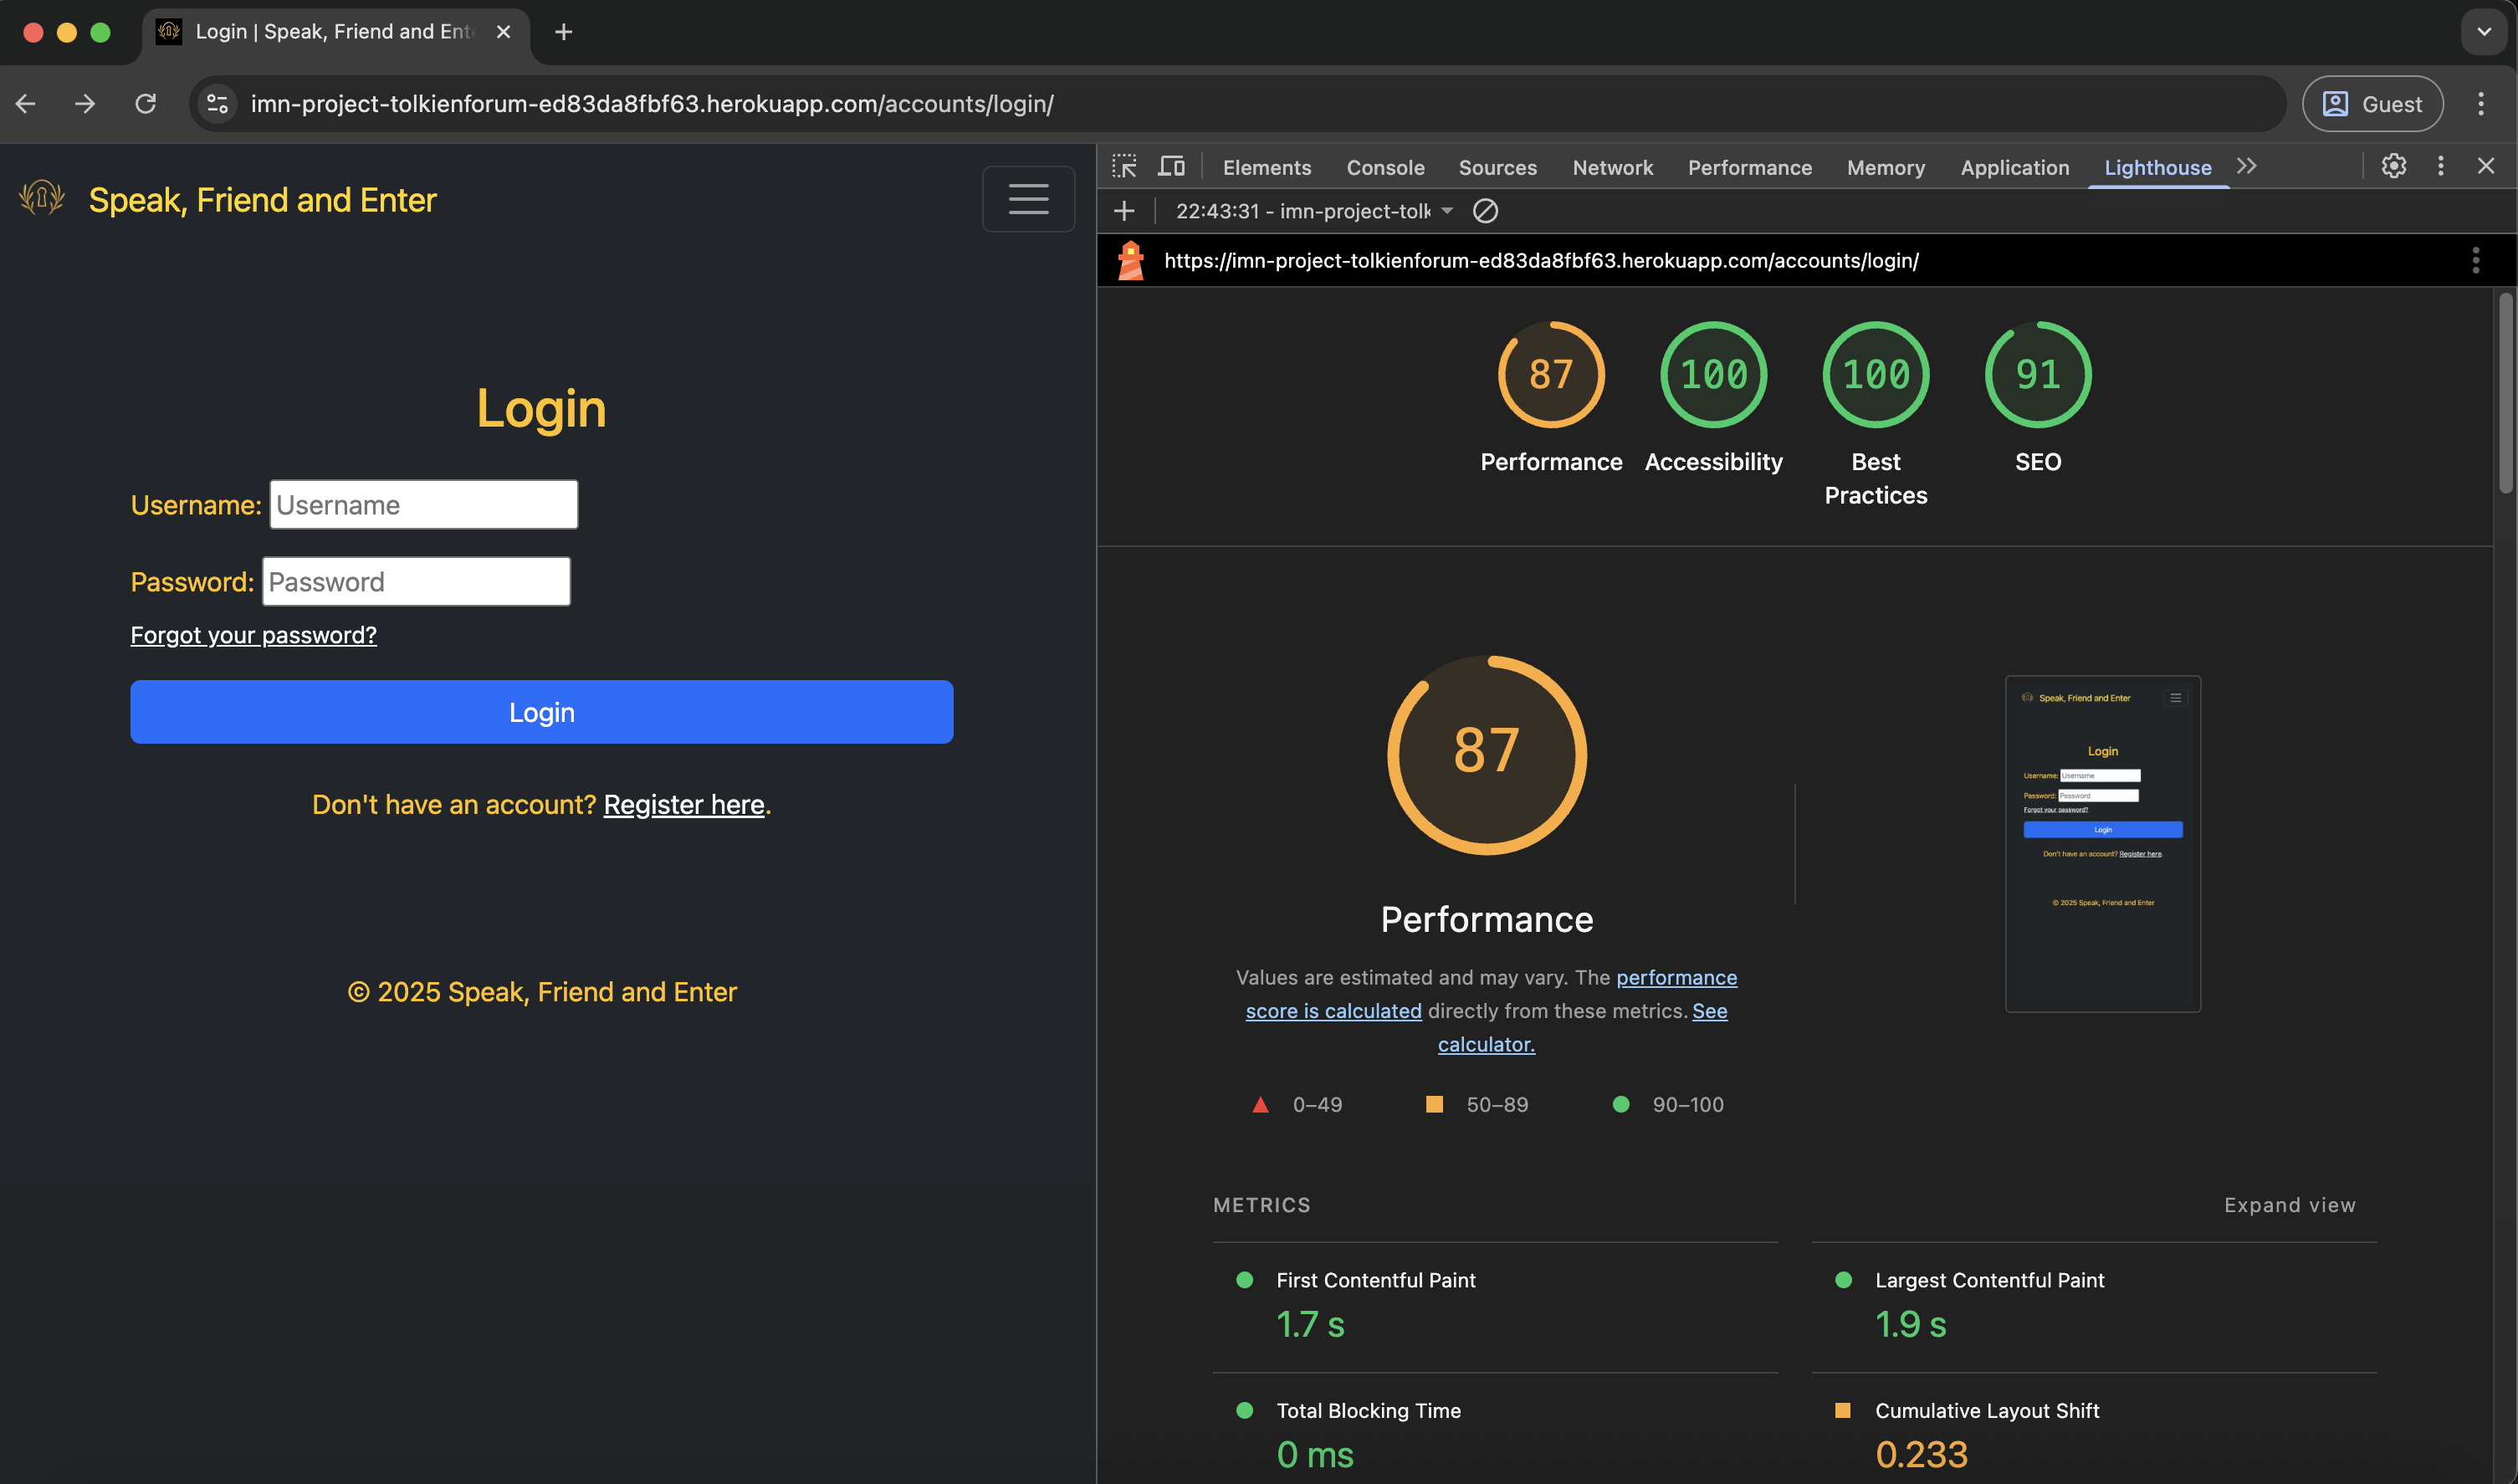 Login | Speak, Friend and Ent
imn-project-tolkienforum-ed83da8fbf63.herokuapp.com/accounts/login/
Guest
Speak, Friend and Enter
Login
Username: Username
Password: Password
Forgot your password?
Login
Don't have an account? Register here.
© 2025 Speak, Friend and Enter
Elements Console Sources Network Performance Memory Application Lighthouse
22:43:31 - imn-project-tolk
https://imn-project-tolkienforum-ed83da8fbf63.herokuapp.com/accounts/login/
87 100 100 91
Performance Accessibility Best Practices SEO
87
Performance
Values are estimated and may vary. The performance
score is calculated directly from these metrics. See
calculator.
0–49 50–89 90–100
Speak, Friend and Enter
Login
Username: Username
Password: Password
Forgot your password?
Login
Don't have an account? Register here.
© 2025 Speak, Friend and Enter
METRICS Expand view
First Contentful Paint
1.7 s
Largest Contentful Paint
1.9 s
Total Blocking Time
0 ms
Cumulative Layout Shift
0.233